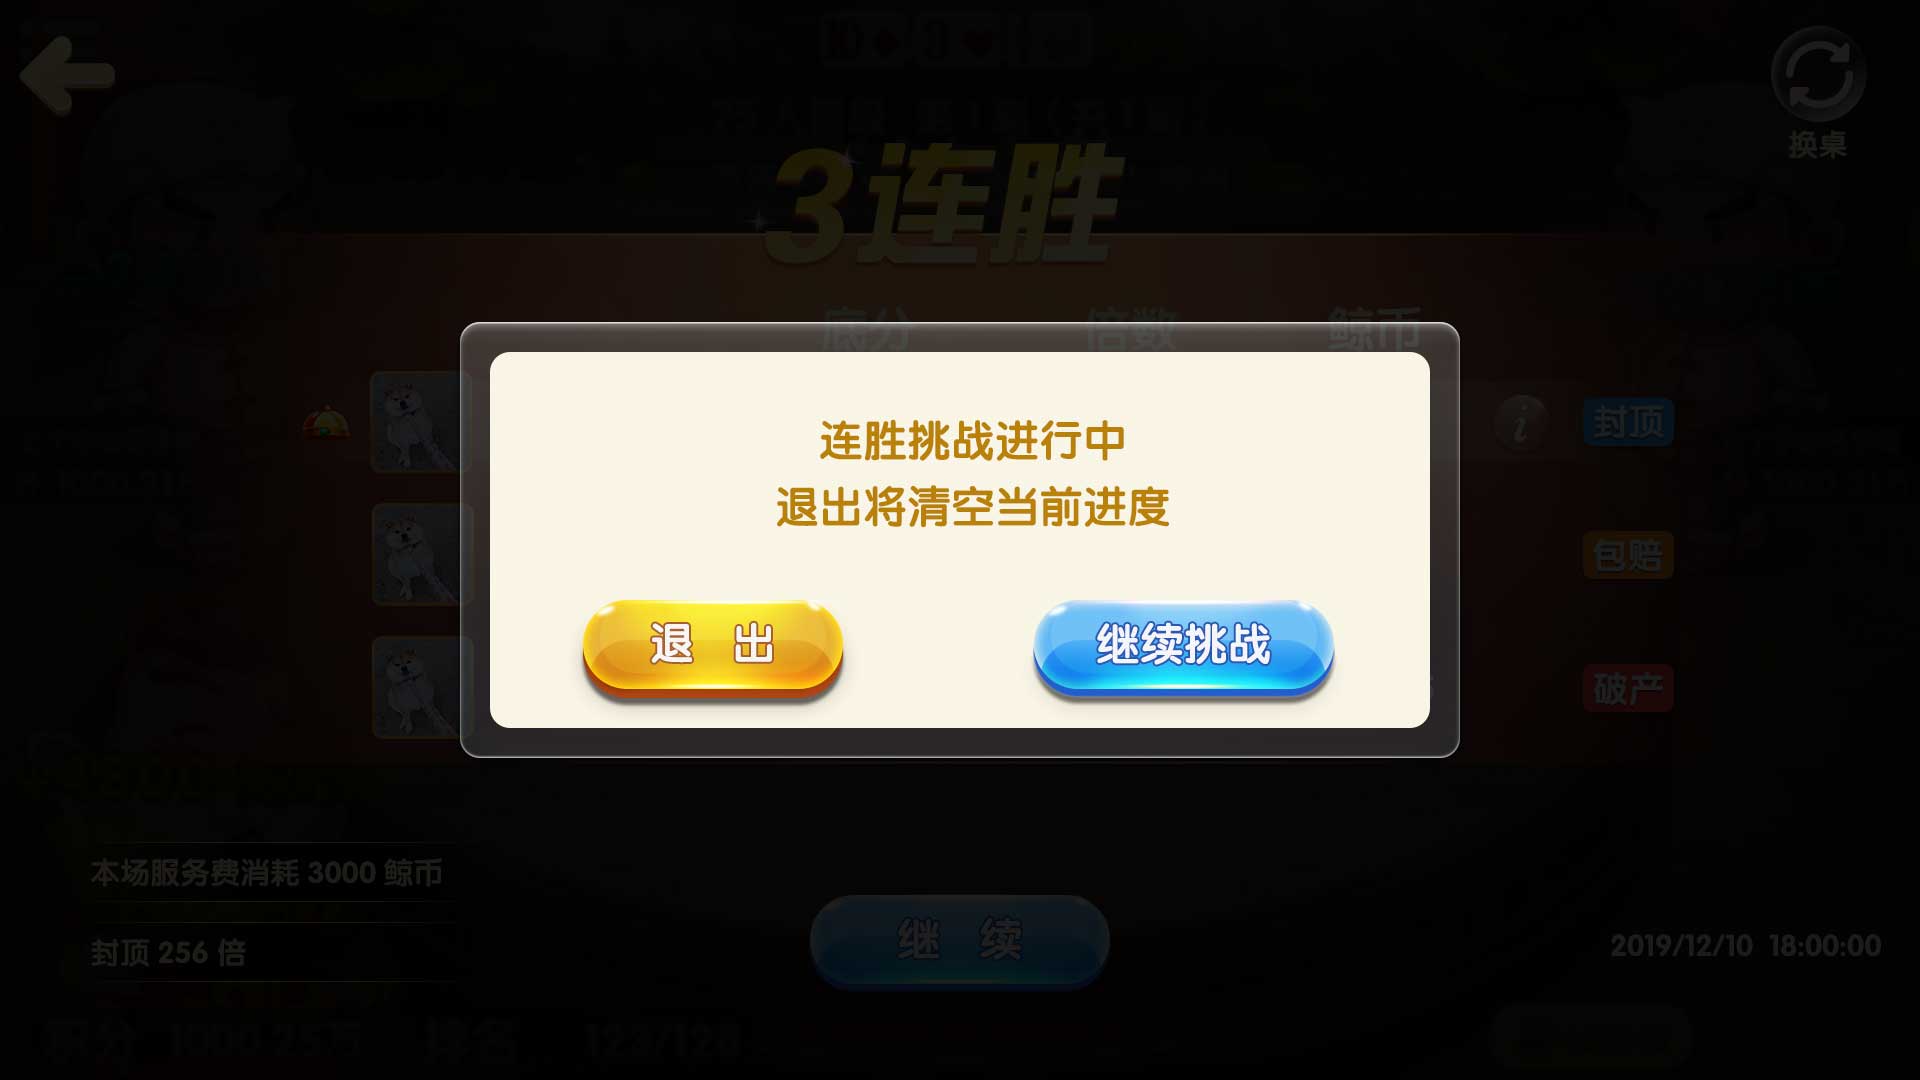 换桌
3连胜
底分 倍数 鲸币
连胜挑战进行中
退出将清空当前进度
退 出
继续挑战
封顶
包赔
破产
本场服务费消耗 3000 鲸币
封顶 256 倍
继 续
2019/12/10 18:00:00
积分 1000.25万 排名 123/128